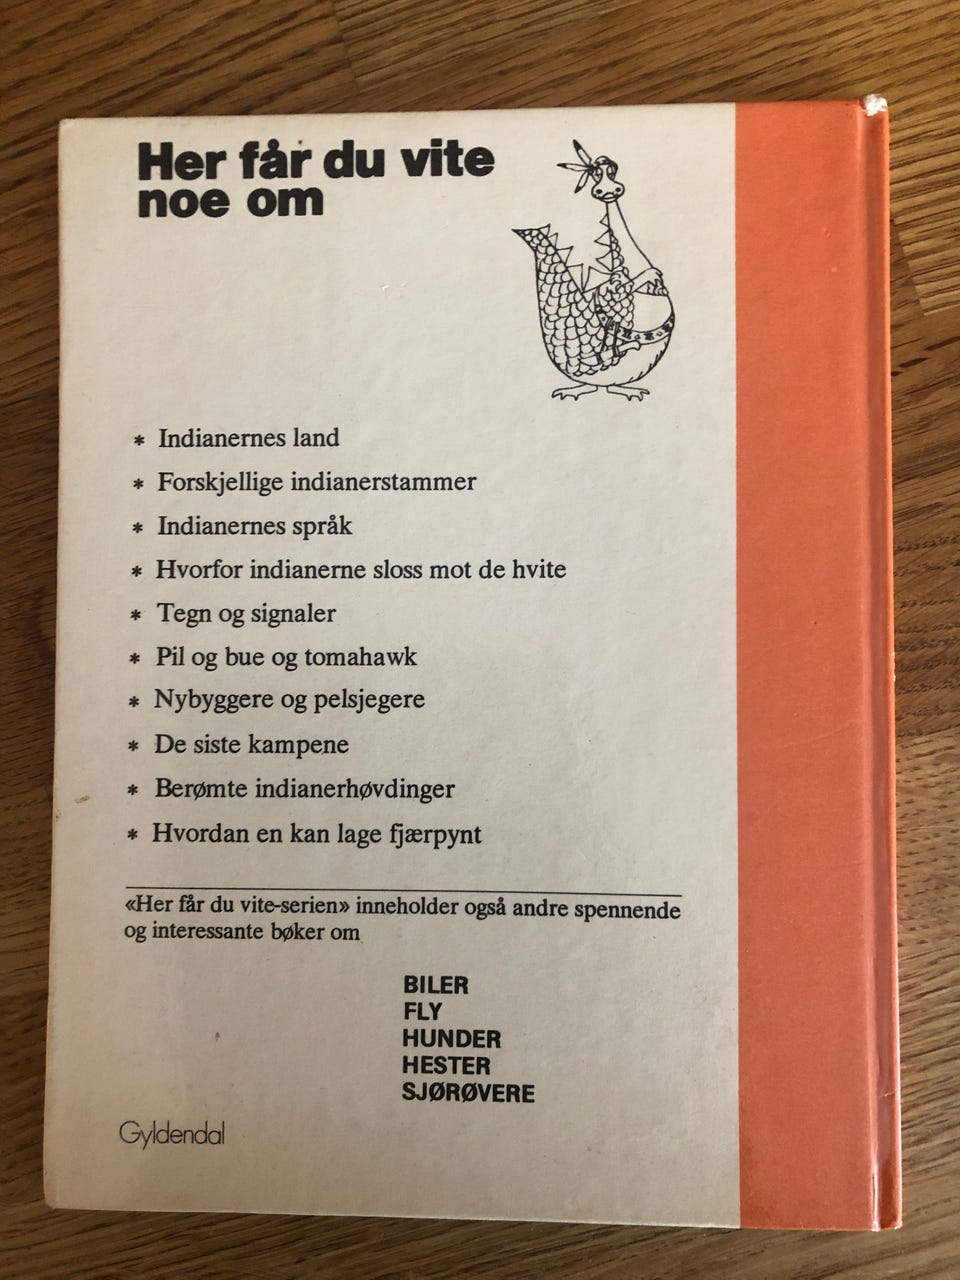 Her får du vite
noe om
* Indianernes land
* Forskjellige indianerstammer
* Indianernes språk
* Hvorfor indianerne sloss mot de hvite
* Tegn og signaler
* Pil og bue og tomahawk
* Nybyggere og pelsjegere
* De siste kampene
* Berømte indianerhøvdinger
* Hvordan en kan lage fjærpynt
«Her får du vite-serien» inneholder også andre spennende
og interessante bøker om
BILER
FLY
HUNDER
HESTER
SJØRØVERE
Gyldendal